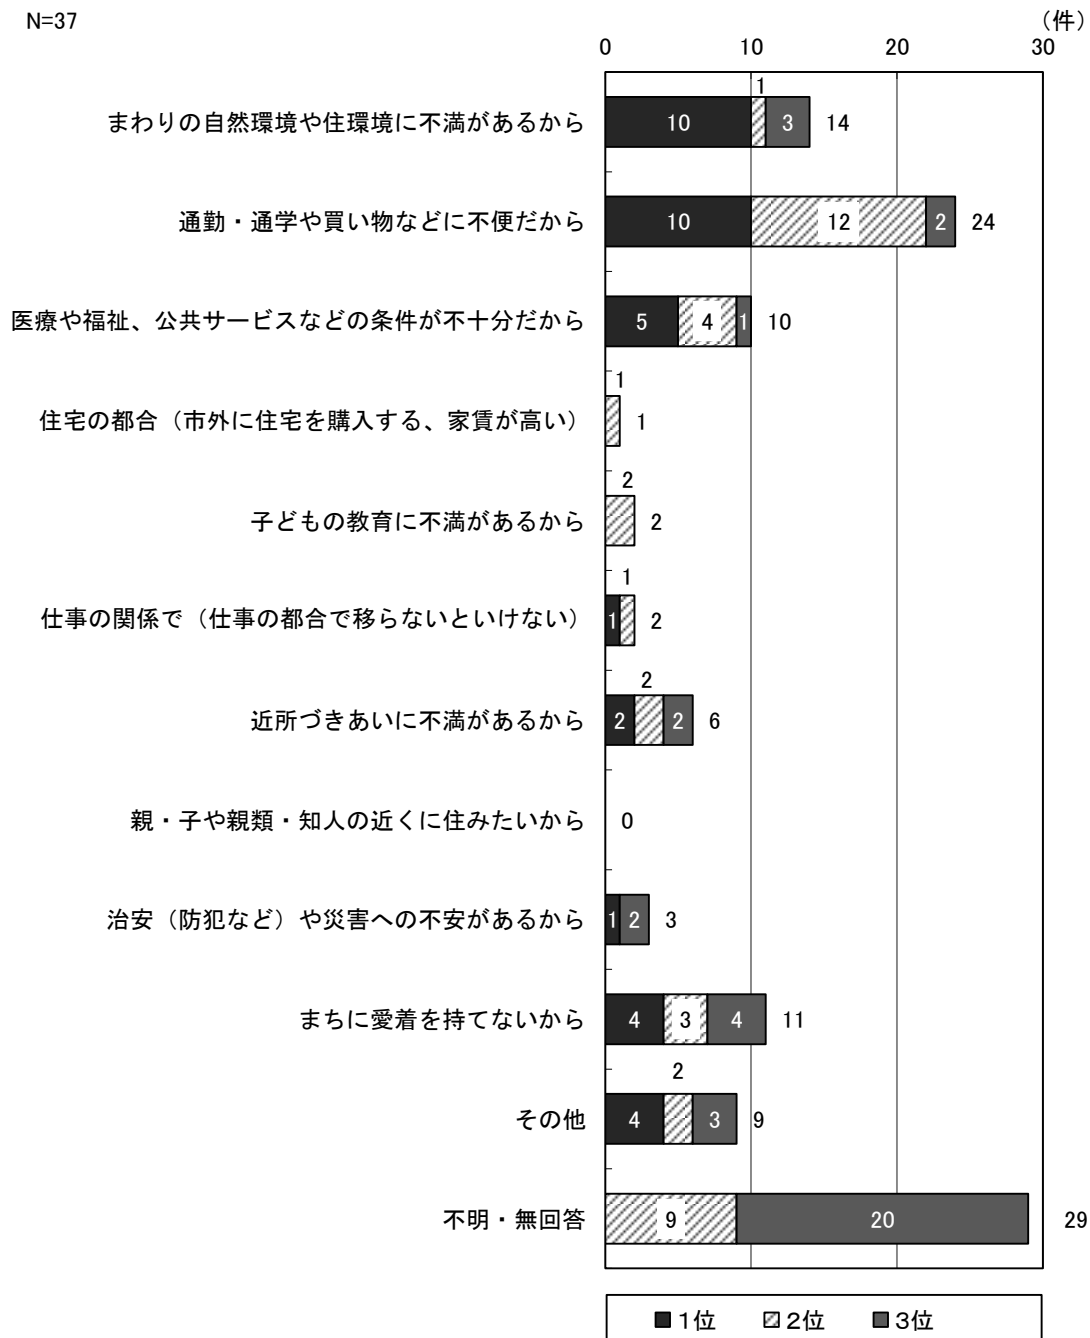 N=37
（件）
0 10 20 30
まわりの自然環境や住環境に不満があるから 10 1 3 14
通勤・通学や買い物などに不便だから 10 12 2 24
医療や福祉、公共サービスなどの条件が不十分だから 5 4 1 10
住宅の都合（市外に住宅を購入する、家賃が高い） 1 1
子どもの教育に不満があるから 2 2
仕事の関係で（仕事の都合で移らないといけない） 1 1 2
近所づきあいに不満があるから 2 2 2 6
親・子や親類・知人の近くに住みたいから 0
治安（防犯など）や災害への不安があるから 1 2 3
まちに愛着を持てないから 4 3 4 11
その他 4 2 3 9
不明・無回答 9 20 29
１位 ２位 ３位